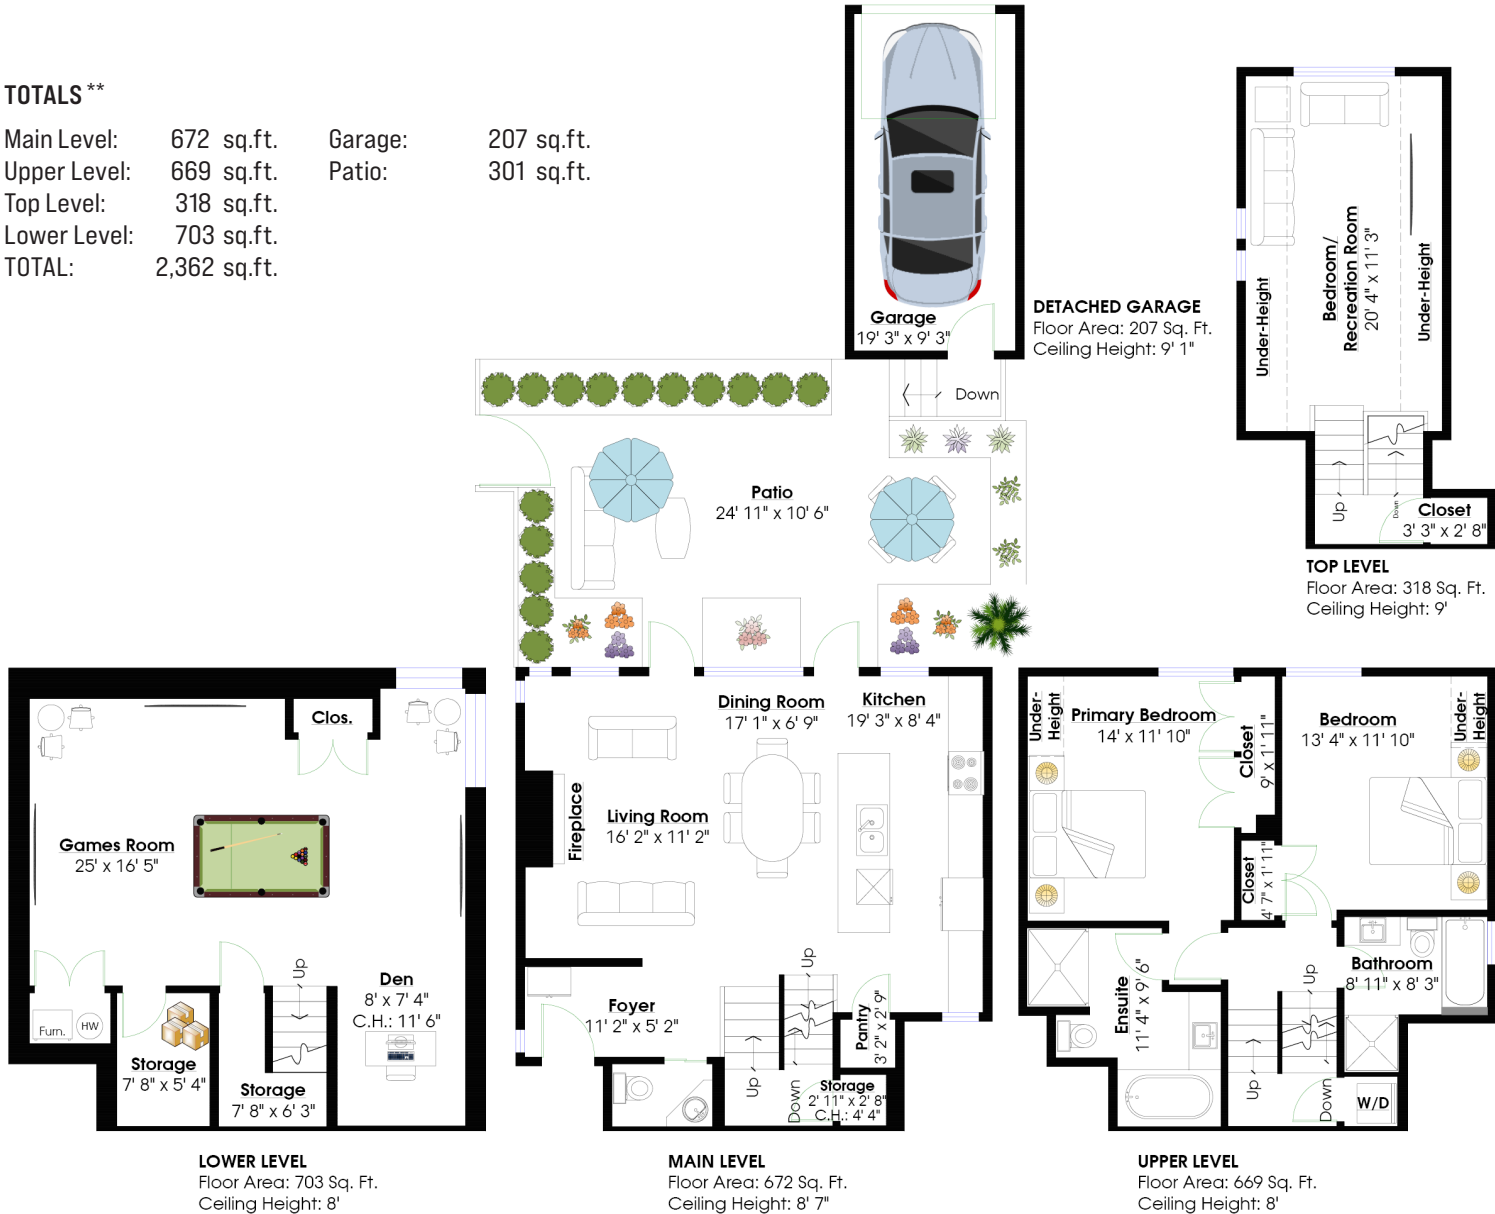 TOTALS **
Main Level: 672 sq.ft. Garage: 207 sq.ft.
Upper Level: 669 sq.ft. Patio: 301 sq.ft.
Top Level: 318 sq.ft.
Lower Level: 703 sq.ft.
TOTAL: 2,362 sq.ft.
Garage
19' 3" x 9' 3"
DETACHED GARAGE
Floor Area: 207 Sq. Ft.
Ceiling Height: 9' 1"
Down
Patio
24' 11" x 10' 6"
Under-Height
Bedroom/
Recreation Room
20' 4" x 11' 3"
Under-Height
Up
Down
Closet
3' 3" x 2' 8"
TOP LEVEL
Floor Area: 318 Sq. Ft.
Ceiling Height: 9'
Clos.
Games Room
25' x 16' 5"
Up
Den
8' x 7' 4"
C.H.: 11' 6"
Furn.
HW
Storage
7' 8" x 5' 4"
Storage
7' 8" x 6' 3"
LOWER LEVEL
Floor Area: 703 Sq. Ft.
Ceiling Height: 8'
Dining Room
17' 1" x 6' 9"
Kitchen
19' 3" x 8' 4"
Fireplace
Living Room
16' 2" x 11' 2"
Foyer
11' 2" x 5' 2"
Up
Up
Down
Pantry
3' 2" x 2' 9"
Storage
2' 11" x 2' 8"
C.H.: 4' 4"
MAIN LEVEL
Floor Area: 672 Sq. Ft.
Ceiling Height: 8' 7"
Under-
Height
Primary Bedroom
14' x 11' 10"
Closet
9' x 1' 11"
Bedroom
13' 4" x 11' 10"
Under-
Height
Closet
4' 7" x 1' 11"
Ensuite
11' 4" x 9' 6"
Up
Bathroom
8' 11" x 8' 3"
Up
Down
W/D
UPPER LEVEL
Floor Area: 669 Sq. Ft.
Ceiling Height: 8'